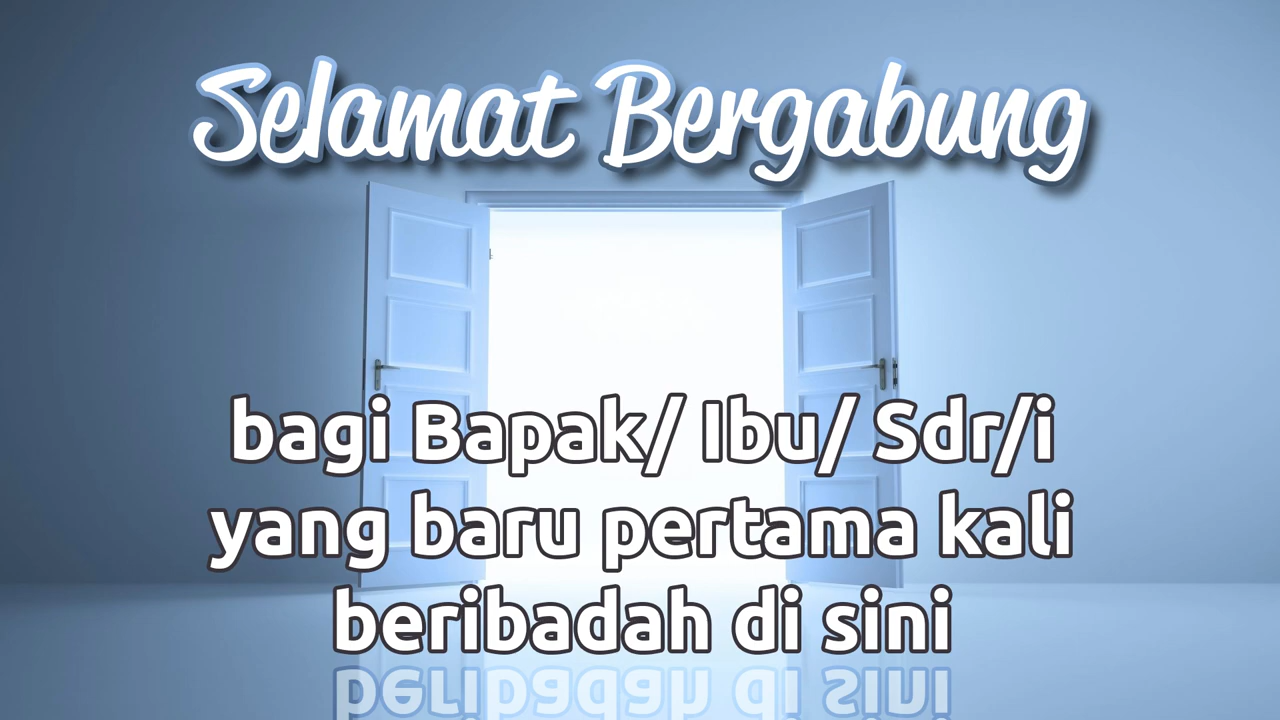 Selamat Bergabung
bagi Bapak/ Ibu/ Sdr/i
yang baru pertama kali
beribadah di sini